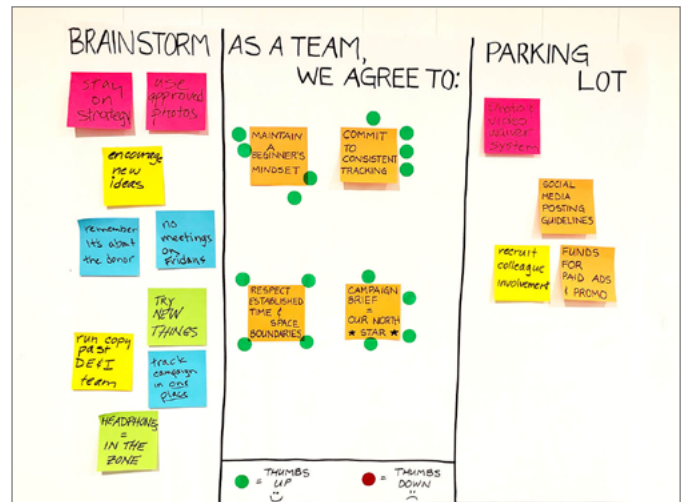 BRAINSTORM
stay
on
strategy
use
approved
photos
encourage
new
ideas
remember
it's about
the donor
no
meetings
on
Fridays
TRY
NEW
THINGS
run copy
past
DE&I
team
track
campaign
in one
place
HEADPHONES
=
IN THE
ZONE
AS A TEAM,
WE AGREE TO:
MAINTAIN
A
BEGINNER'S
MINDSET
COMMIT
TO
CONSISTENT
TRACKING
RESPECT
ESTABLISHED
TIME &
SPACE
BOUNDARIES
CAMPAIGN
BRIEF
=
OUR NORTH
★ STAR ★
= THUMBS
UP
= THUMBS
DOWN
PARKING
LOT
video
waiver
system
SOCIAL
MEDIA
POSTING
GUIDELINES
recruit
colleague
involvement
FUNDS
FOR
PAID ADS
& PROMO